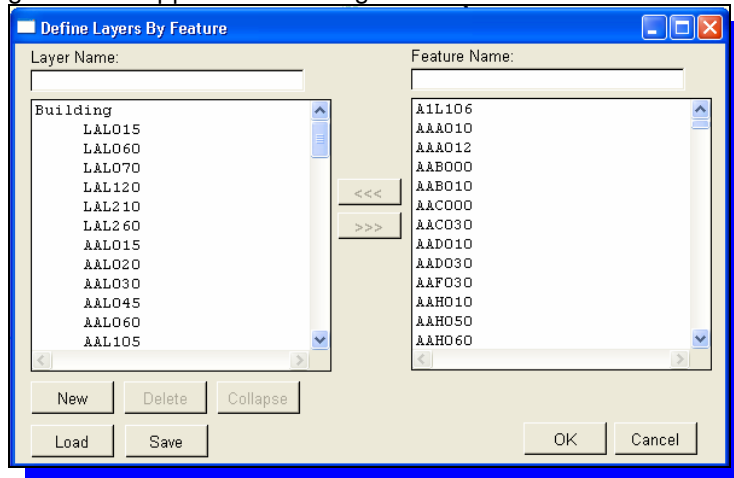 Define Layers By Feature
Layer Name:
Feature Name:
Building
LAL015
LAL060
LAL070
LAL120
LAL210
LAL260
AAL015
AAL020
AAL030
AAL045
AAL060
AAL105
<<<
>>>
A1L106
AAA010
AAA012
AAB000
AAB010
AAC000
AAC030
AAD010
AAD030
AAF030
AAH010
AAH050
AAH060
New
Delete
Collapse
Load
Save
OK
Cancel